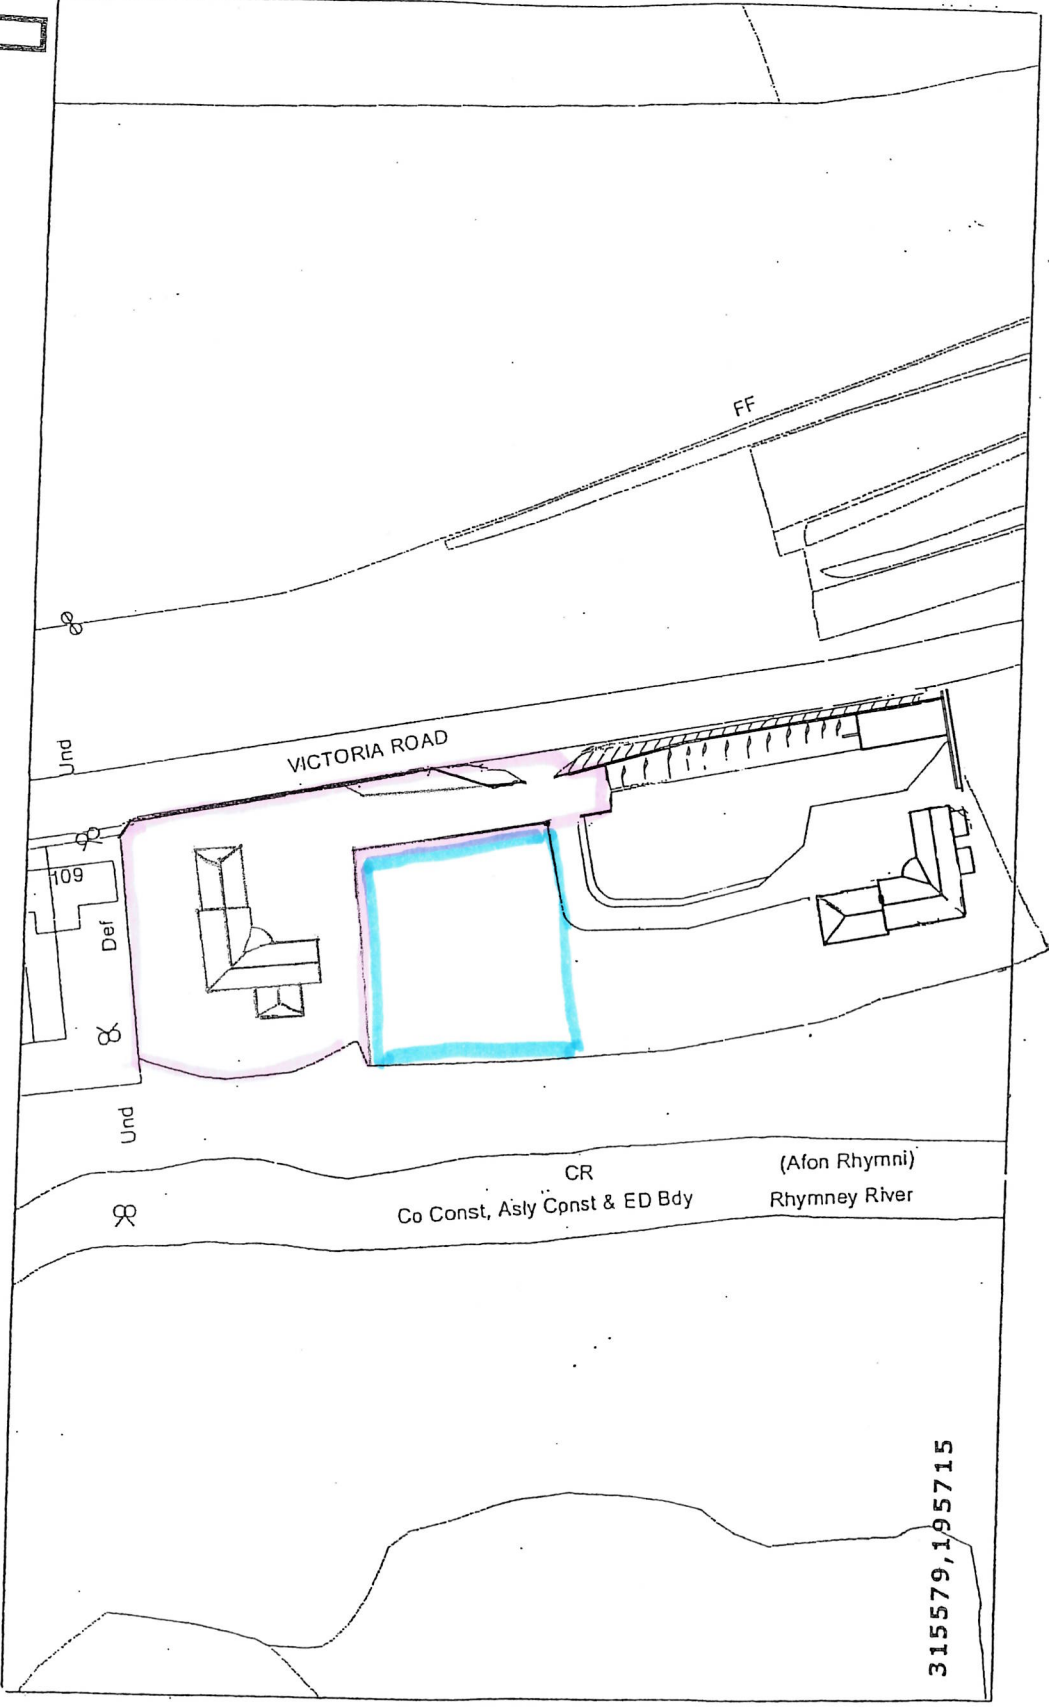 FF
Und
VICTORIA ROAD
109
Def
Und
CR
Co Const, Asly Const & ED Bdy
(Afon Rhymni)
Rhymney River
315579,195715